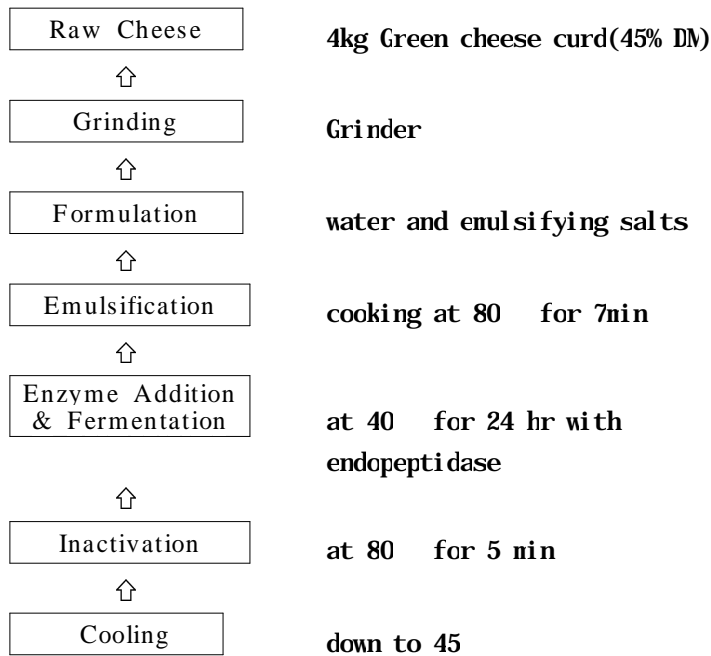 Raw Cheese
4kg Green cheese curd(45% DM)
Grinding
Grinder
Formulation
water and emulsifying salts
Emulsification
cooking at 80 for 7min
Enzyme Addition
& Fermentation
at 40 for 24 hr with
endopeptidase
Inactivation
at 80 for 5 min
Cooling
down to 45